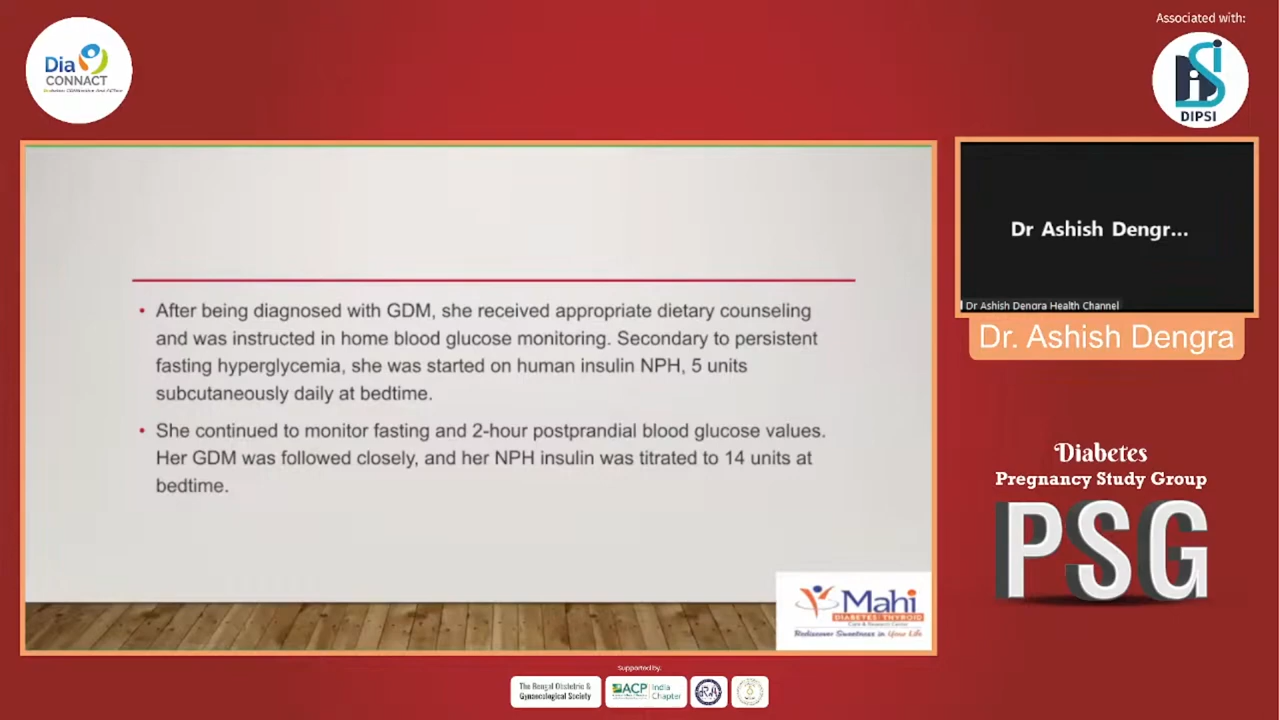 Associated with:
Dia
CONNACT
DIPSI
Dr Ashish Dengr...
Dr Ashish Dengra Health Channel
Dr. Ashish Dengra
• After being diagnosed with GDM, she received appropriate dietary counseling
and was instructed in home blood glucose monitoring. Secondary to persistent
fasting hyperglycemia, she was started on human insulin NPH, 5 units
subcutaneously daily at bedtime.
• She continued to monitor fasting and 2-hour postprandial blood glucose values.
Her GDM was followed closely, and her NPH insulin was titrated to 14 units at
bedtime.
Diabetes
Pregnancy Study Group
PSG
Mahi
DIABETES THYROID
Care & Research Center
Rediscover Sweetness in Your Life
Supported by:
The Bengal Obstetric &
Gynaecological Society
ACP
India
Chapter